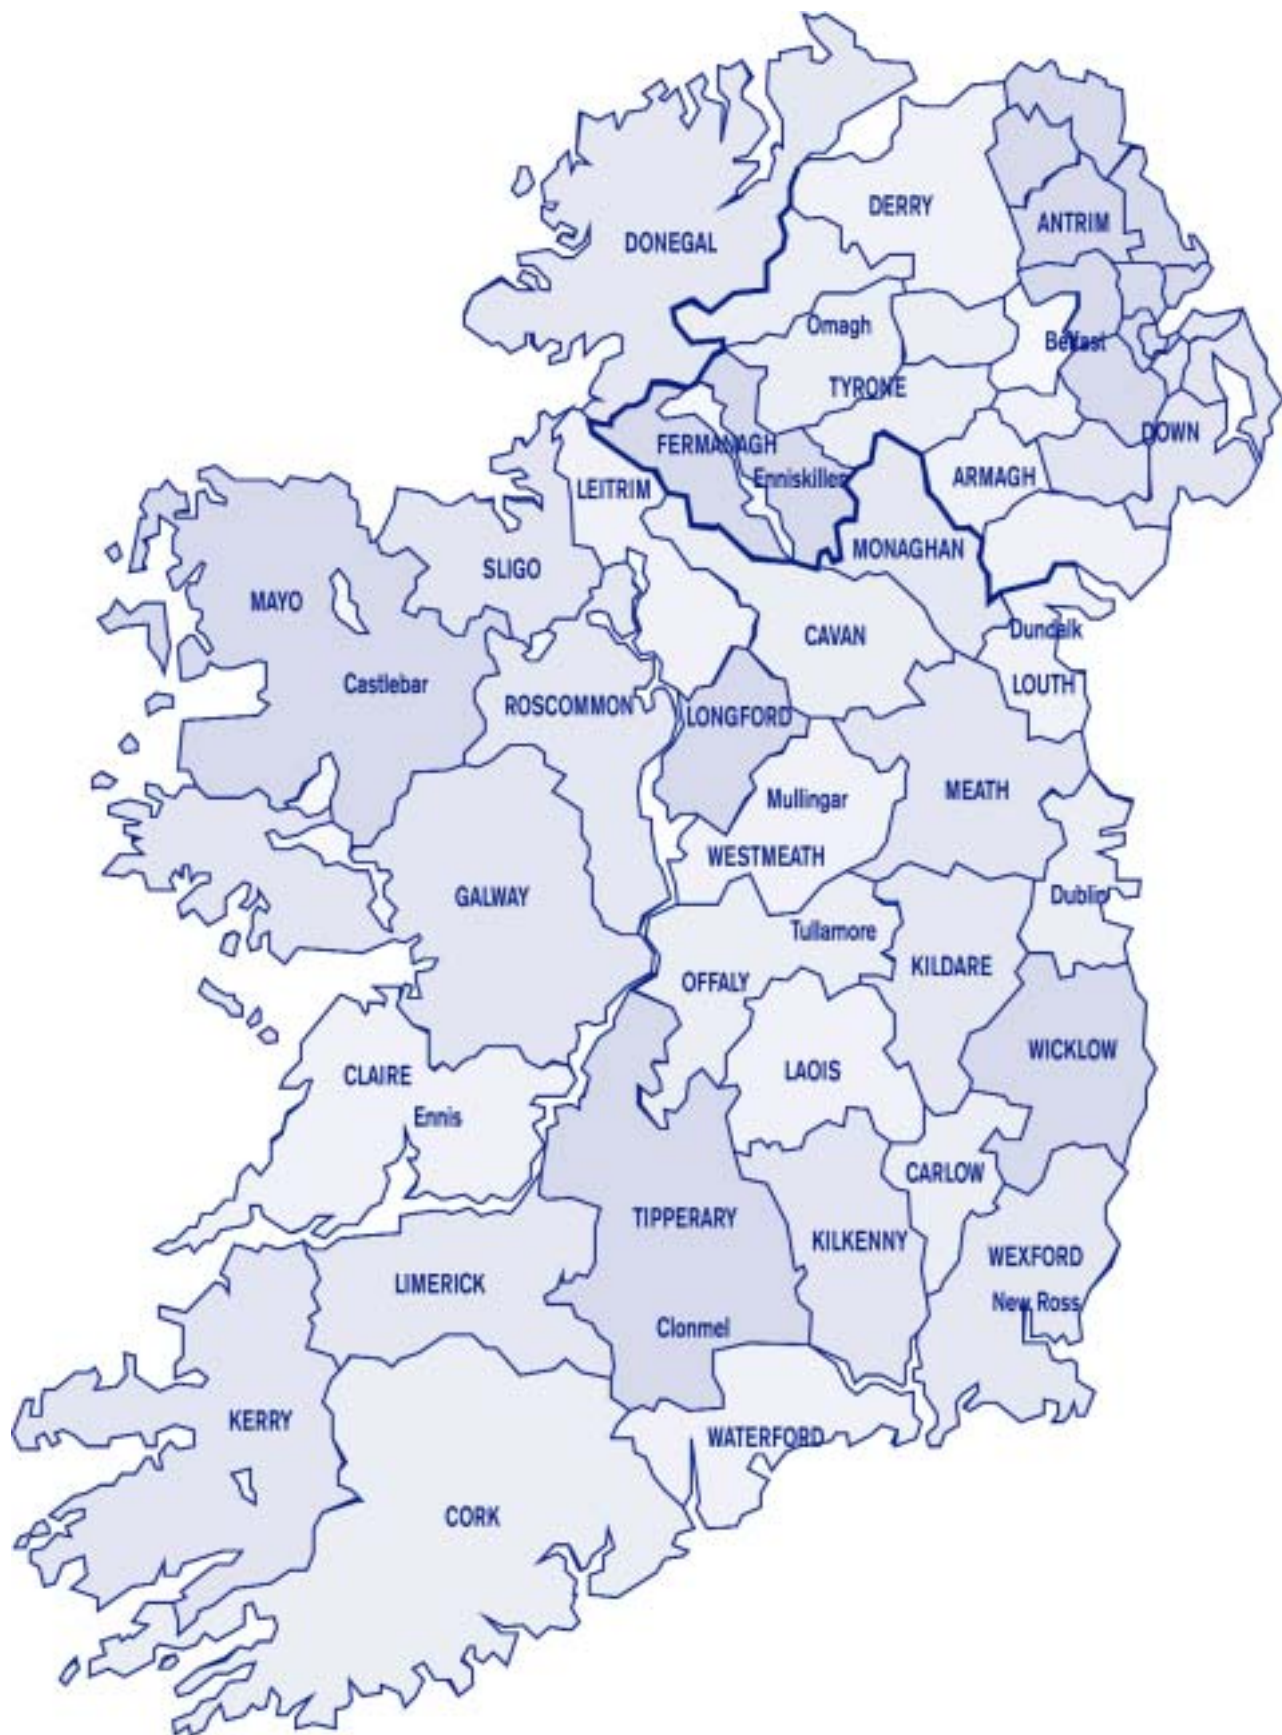 DERRY
ANTRIM
DONEGAL
Omagh
Belfast
TYRONE
FERMANAGH
DOWN
Enniskillen
ARMAGH
LEITRIM
MONAGHAN
SLIGO
MAYO
Dundalk
CAVAN
Castlebar
LOUTH
ROSCOMMON
LONGFORD
Mullingar
MEATH
WESTMEATH
GALWAY
Dublin
Tullamore
KILDARE
OFFALY
WICKLOW
LAOIS
CLAIRE
Ennis
CARLOW
TIPPERARY
KILKENNY
WEXFORD
LIMERICK
New Ross
Clonmel
KERRY
WATERFORD
CORK